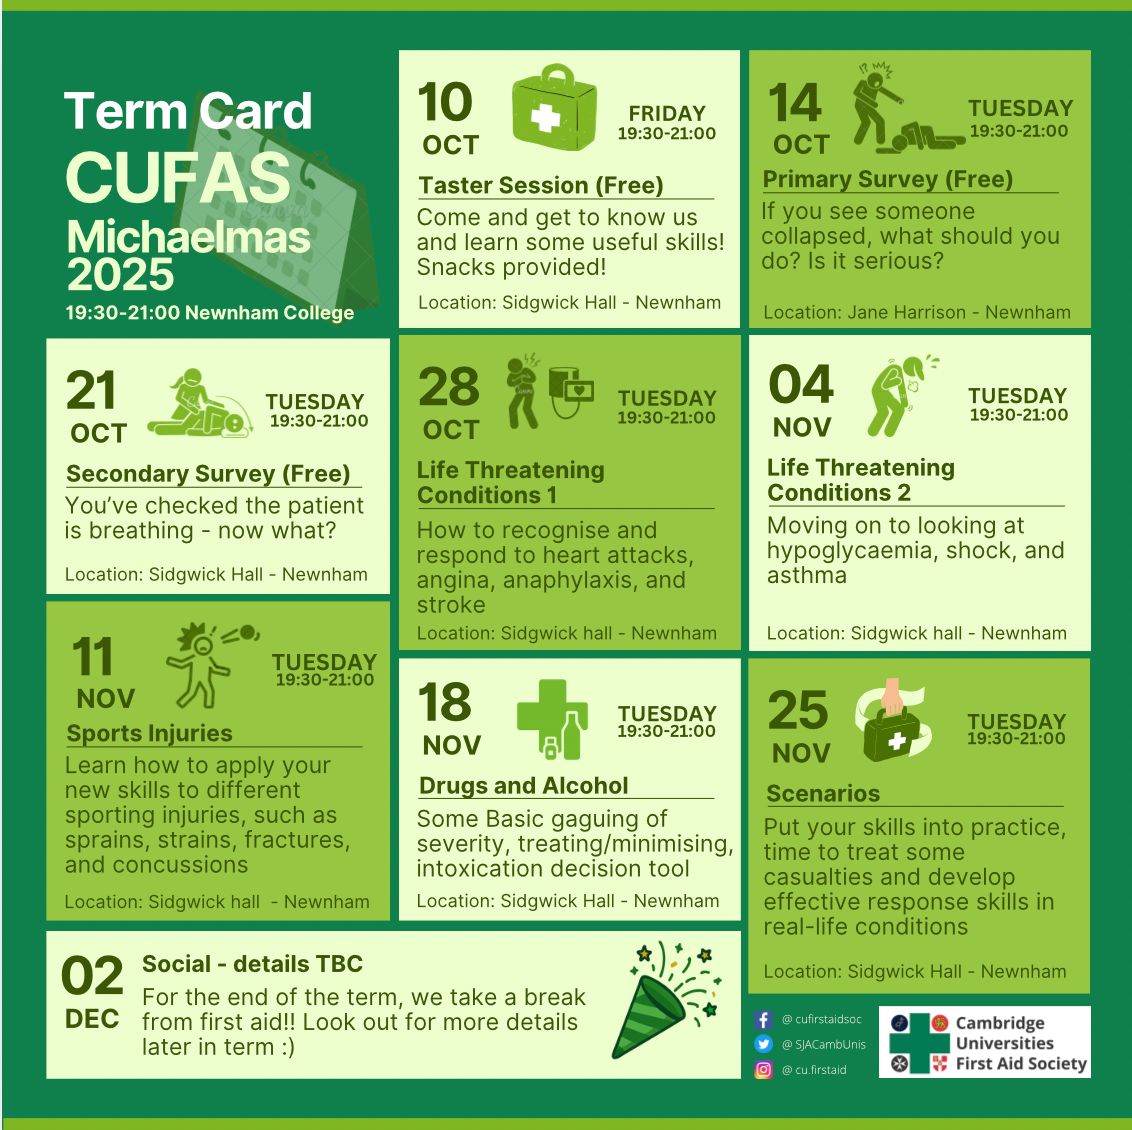 Term Card
CUFAS
Michaelmas
2025
19:30-21:00 Newnham College
10
OCT
FRIDAY
19:30-21:00
Taster Session (Free)
Come and get to know us
and learn some useful skills!
Snacks provided!
Location: Sidgwick Hall - Newnham
14
OCT
!?
TUESDAY
19:30-21:00
Primary Survey (Free)
If you see someone
collapsed, what should you
do? Is it serious?
Location: Jane Harrison - Newnham
21
OCT
TUESDAY
19:30-21:00
Secondary Survey (Free)
You've checked the patient
is breathing - now what?
Location: Sidgwick Hall - Newnham
28
OCT
TUESDAY
19:30-21:00
Life Threatening
Conditions 1
How to recognise and
respond to heart attacks,
angina, anaphylaxis, and
stroke
Location: Sidgwick hall - Newnham
04
NOV
TUESDAY
19:30-21:00
Life Threatening
Conditions 2
Moving on to looking at
hypoglycaemia, shock, and
asthma
Location: Sidgwick hall - Newnham
11
NOV
TUESDAY
19:30-21:00
Sports Injuries
Learn how to apply your
new skills to different
sporting injuries, such as
sprains, strains, fractures,
and concussions
Location: Sidgwick hall - Newnham
18
NOV
TUESDAY
19:30-21:00
Drugs and Alcohol
Some Basic gaguing of
severity, treating/minimising,
intoxication decision tool
Location: Sidgwick Hall - Newnham
25
NOV
TUESDAY
19:30-21:00
Scenarios
Put your skills into practice,
time to treat some
casualties and develop
effective response skills in
real-life conditions
Location: Sidgwick Hall - Newnham
02
DEC
Social - details TBC
For the end of the term, we take a break
from first aid!! Look out for more details
later in term :)
@ cufirstaidsoc
@ SJACambUnis
@ cu.firstaid
Cambridge
Universities
First Aid Society